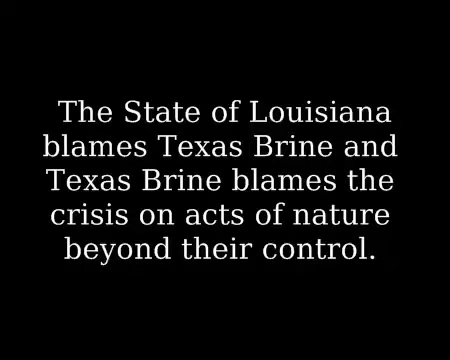 The State of Louisiana
blames Texas Brine and
Texas Brine blames the
crisis on acts of nature
beyond their control.